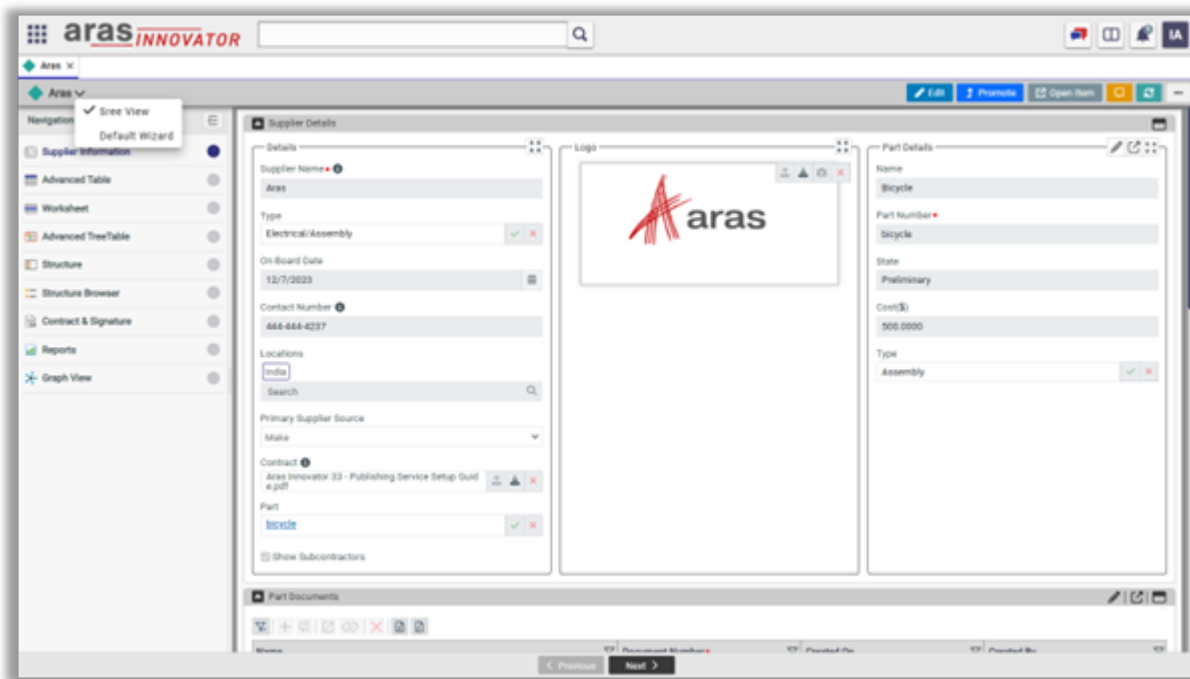 aras INNOVATOR
IA
Aras ×
Aras
Edit
Promote
Open Item
Sree View
Default Wizard
Navigation
Supplier Information
Advanced Table
Worksheet
Advanced TreeTable
Structure
Structure Browser
Contract & Signature
Reports
Graph View
Supplier Details
Details
Supplier Name
Aras
Type
Electrical/Assembly
On Board Date
12/7/2023
Contact Number
444-444-4237
Locations
India
Search
Primary Supplier Source
Make
Contract
Aras Innovator 33 - Publishing Service Setup Guid
e.pdf
Part
bicycle
Show Subcontractors
Logo
aras
Part Details
Name
Bicycle
Part Number
bicycle
State
Preliminary
Cost($)
500.0000
Type
Assembly
Part Documents
Name
Document Number
Created On
Created By
Previous
Next